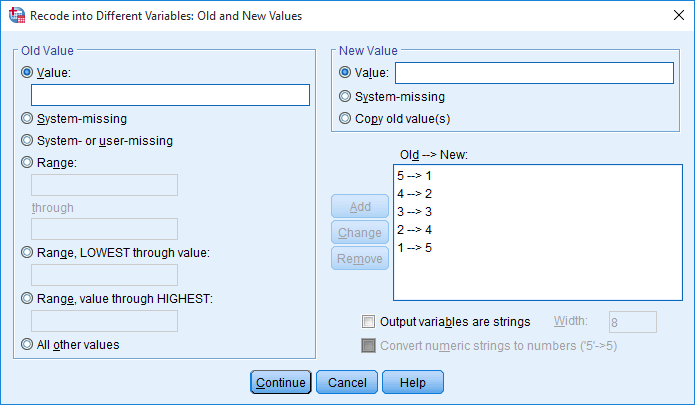 Recode into Different Variables: Old and New Values
Old Value
Value:
System-missing
System- or user-missing
Range:
through
Range, LOWEST through value:
Range, value through HIGHEST:
All other values
New Value
Value:
System-missing
Copy old value(s)
Old --> New:
5 --> 1
4 --> 2
3 --> 3
2 --> 4
1 --> 5
Add
Change
Remove
Output variables are strings Width: 8
Convert numeric strings to numbers ('5'->5)
Continue Cancel Help